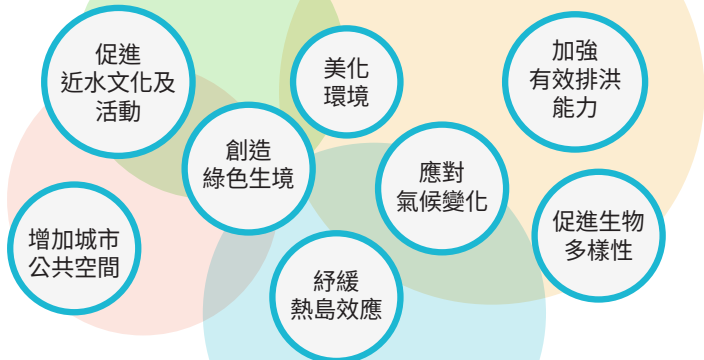 促進
近水文化及
活動
美化
環境
加強
有效排洪
能力
創造
綠色生境
應對
氣候變化
增加城市
公共空間
促進生物
多樣性
紓緩
熱島效應